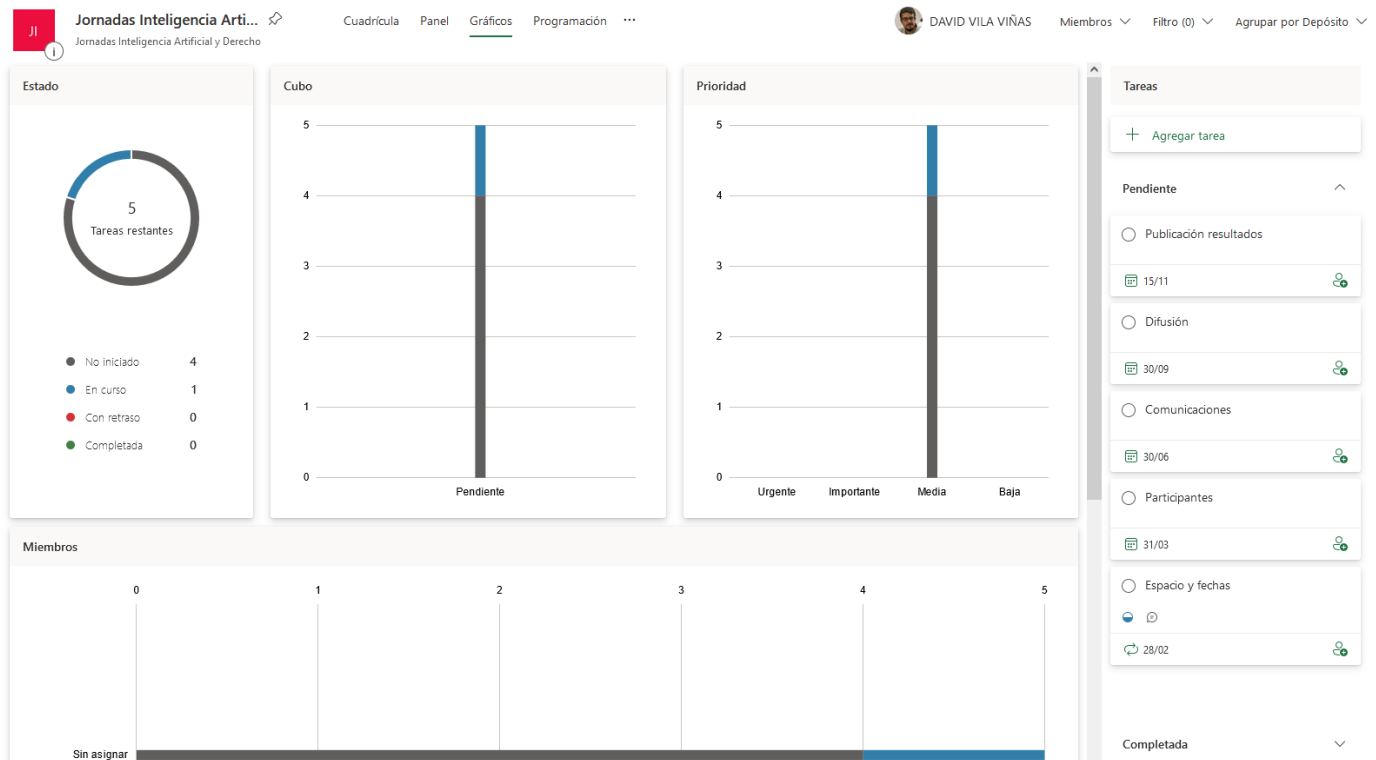 JI
Jornadas Inteligencia Arti...
Jornadas Inteligencia Artificial y Derecho
Cuadrícula
Panel
Gráficos
Programación
DAVID VILA VIÑAS
Miembros
Filtro (0)
Agrupar por Depósito
Estado
5
Tareas restantes
No iniciado 4
En curso 1
Con retraso 0
Completada 0
Cubo
5
4
3
2
1
0
Pendiente
Prioridad
5
4
3
2
1
0
Urgente Importante Media Baja
Miembros
0 1 2 3 4 5
Sin asignar
Tareas
Agregar tarea
Pendiente
Publicación resultados
15/11
Difusión
30/09
Comunicaciones
30/06
Participantes
31/03
Espacio y fechas
28/02
Completada